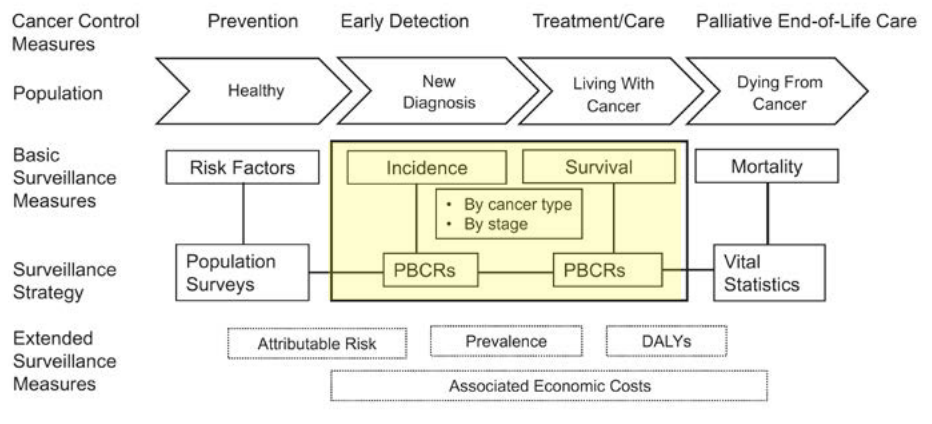 Cancer Control
Measures
Prevention
Early Detection
Treatment/Care
Palliative End-of-Life Care
Population
Healthy
New
Diagnosis
Living With
Cancer
Dying From
Cancer
Basic
Surveillance
Measures
Risk Factors
Incidence
Survival
Mortality
• By cancer type
• By stage
Surveillance
Strategy
Population
Surveys
PBCRs
PBCRs
Vital
Statistics
Extended
Surveillance
Measures
Attributable Risk
Prevalence
DALYs
Associated Economic Costs